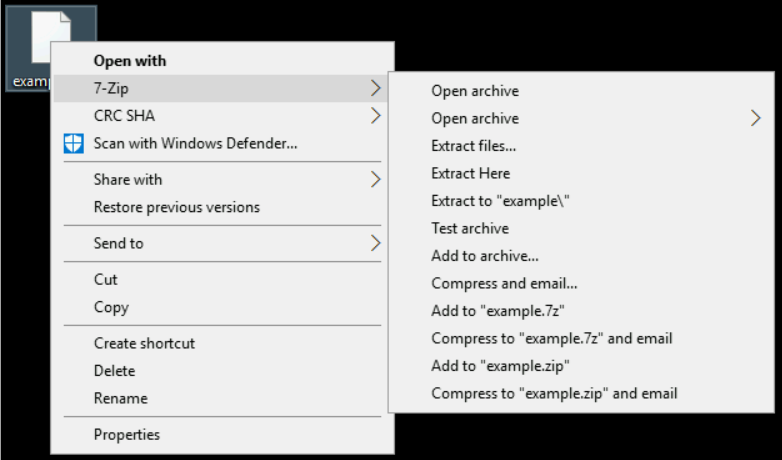 examp
Open with
7-Zip
CRC SHA
Scan with Windows Defender...
Share with
Restore previous versions
Send to
Cut
Copy
Create shortcut
Delete
Rename
Properties
Open archive
Open archive
Extract files...
Extract Here
Extract to "example\"
Test archive
Add to archive...
Compress and email...
Add to "example.7z"
Compress to "example.7z" and email
Add to "example.zip"
Compress to "example.zip" and email